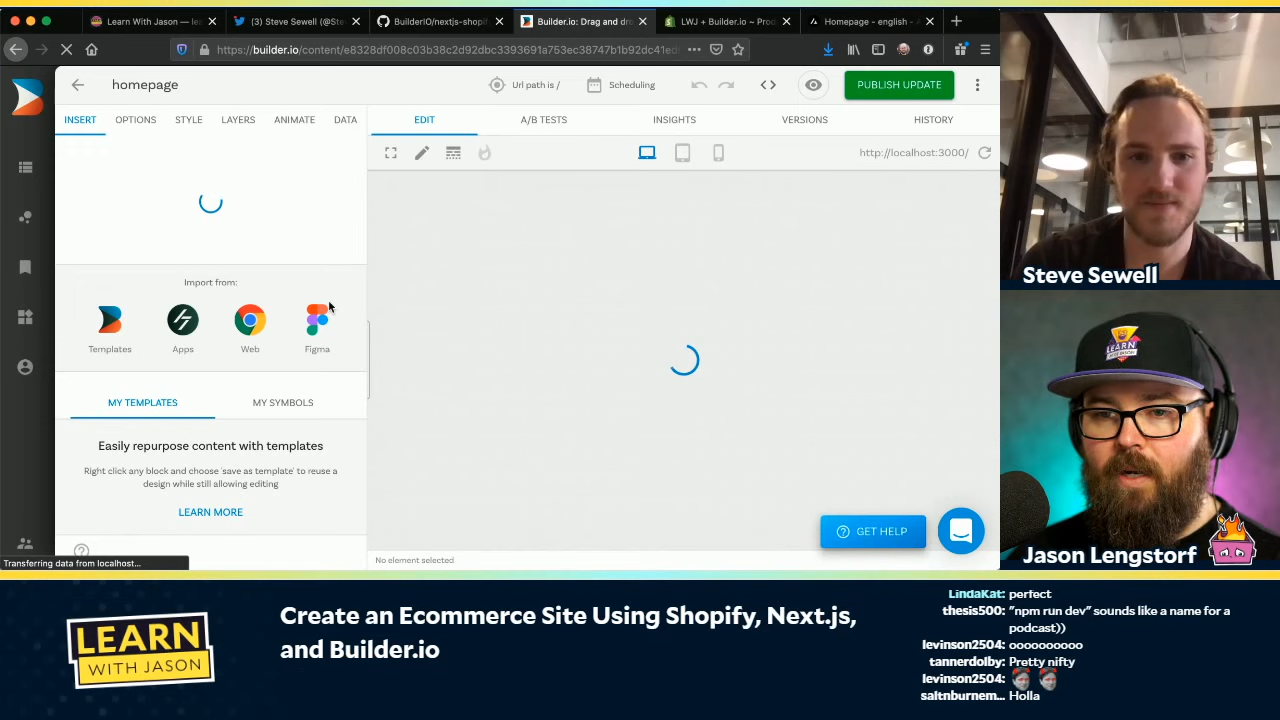 Learn With Jason — le
(3) Steve Sewell (@Ste
BuilderIO/nextjs-shopif
Builder.io: Drag and dro
LWJ + Builder.io ~ Prod
Homepage - english - A
https://builder.io/content/e8328df008c03b38c2d92dbc3393691a753ec38747b1b92dc41ed
homepage
Url path is /
Scheduling
PUBLISH UPDATE
INSERT OPTIONS STYLE LAYERS ANIMATE DATA
EDIT A/B TESTS INSIGHTS VERSIONS HISTORY
http://localhost:3000/
Import from:
Templates Apps Web Figma
MY TEMPLATES MY SYMBOLS
Easily repurpose content with templates
Right click any block and choose 'save as template' to reuse a
design while still allowing editing
LEARN MORE
GET HELP
Transferring data from localhost...
No element selected
Steve Sewell
LEARN
Jason Lengstorf
LEARN
WITH JASON
Create an Ecommerce Site Using Shopify, Next.js,
and Builder.io
LindaKat: perfect
thesis500: "npm run dev" sounds like a name for a
podcast))
levinson2504: oooooooooo
tannerdolby: Pretty nifty
levinson2504:
saltnburnem... Holla